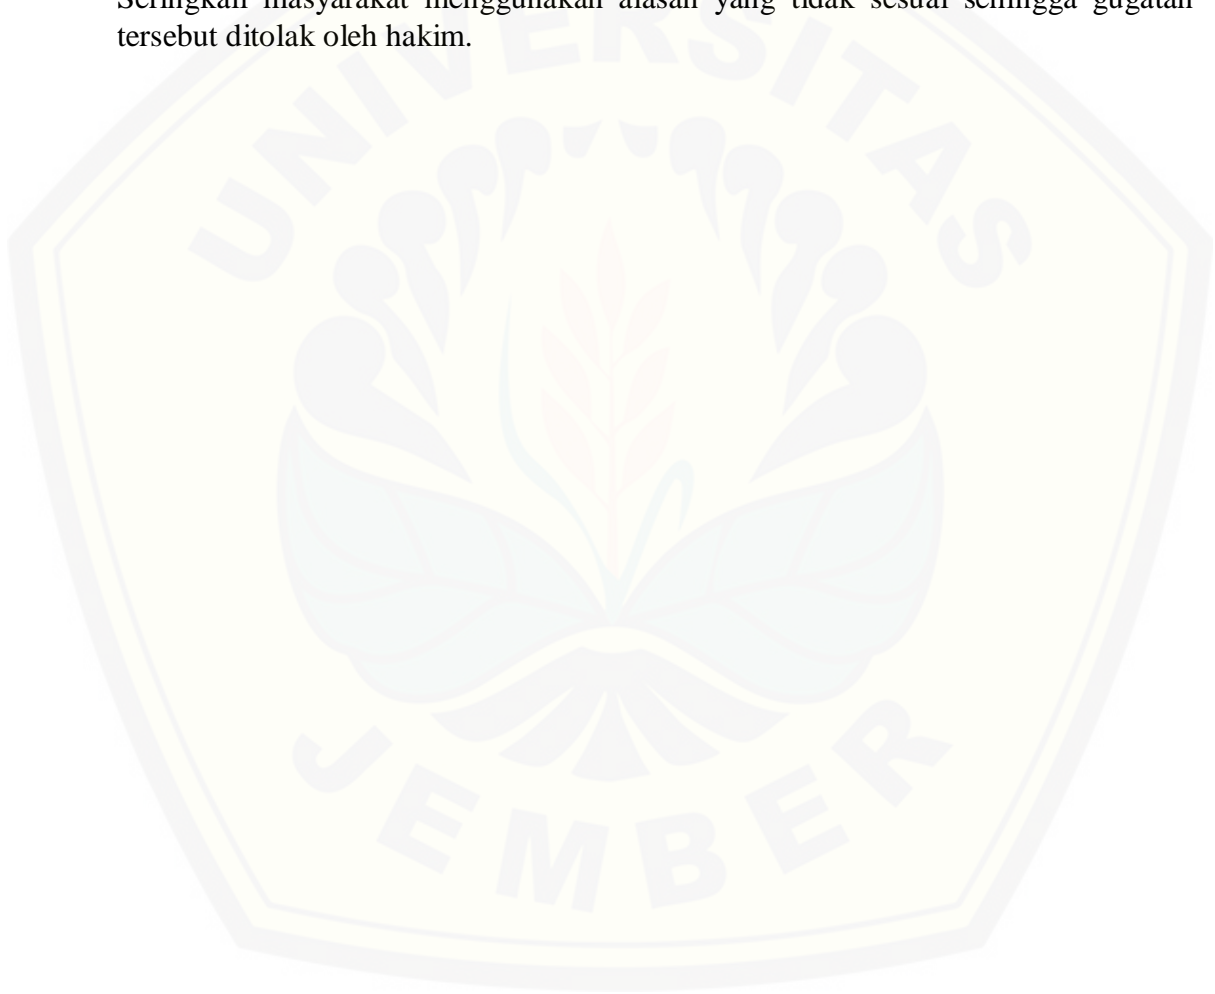 Seringkali masyarakat menggunakan alasan yang tidak sesuai sehingga gugatan
tersebut ditolak oleh hakim.
UNIVERSITAS
JEMBER